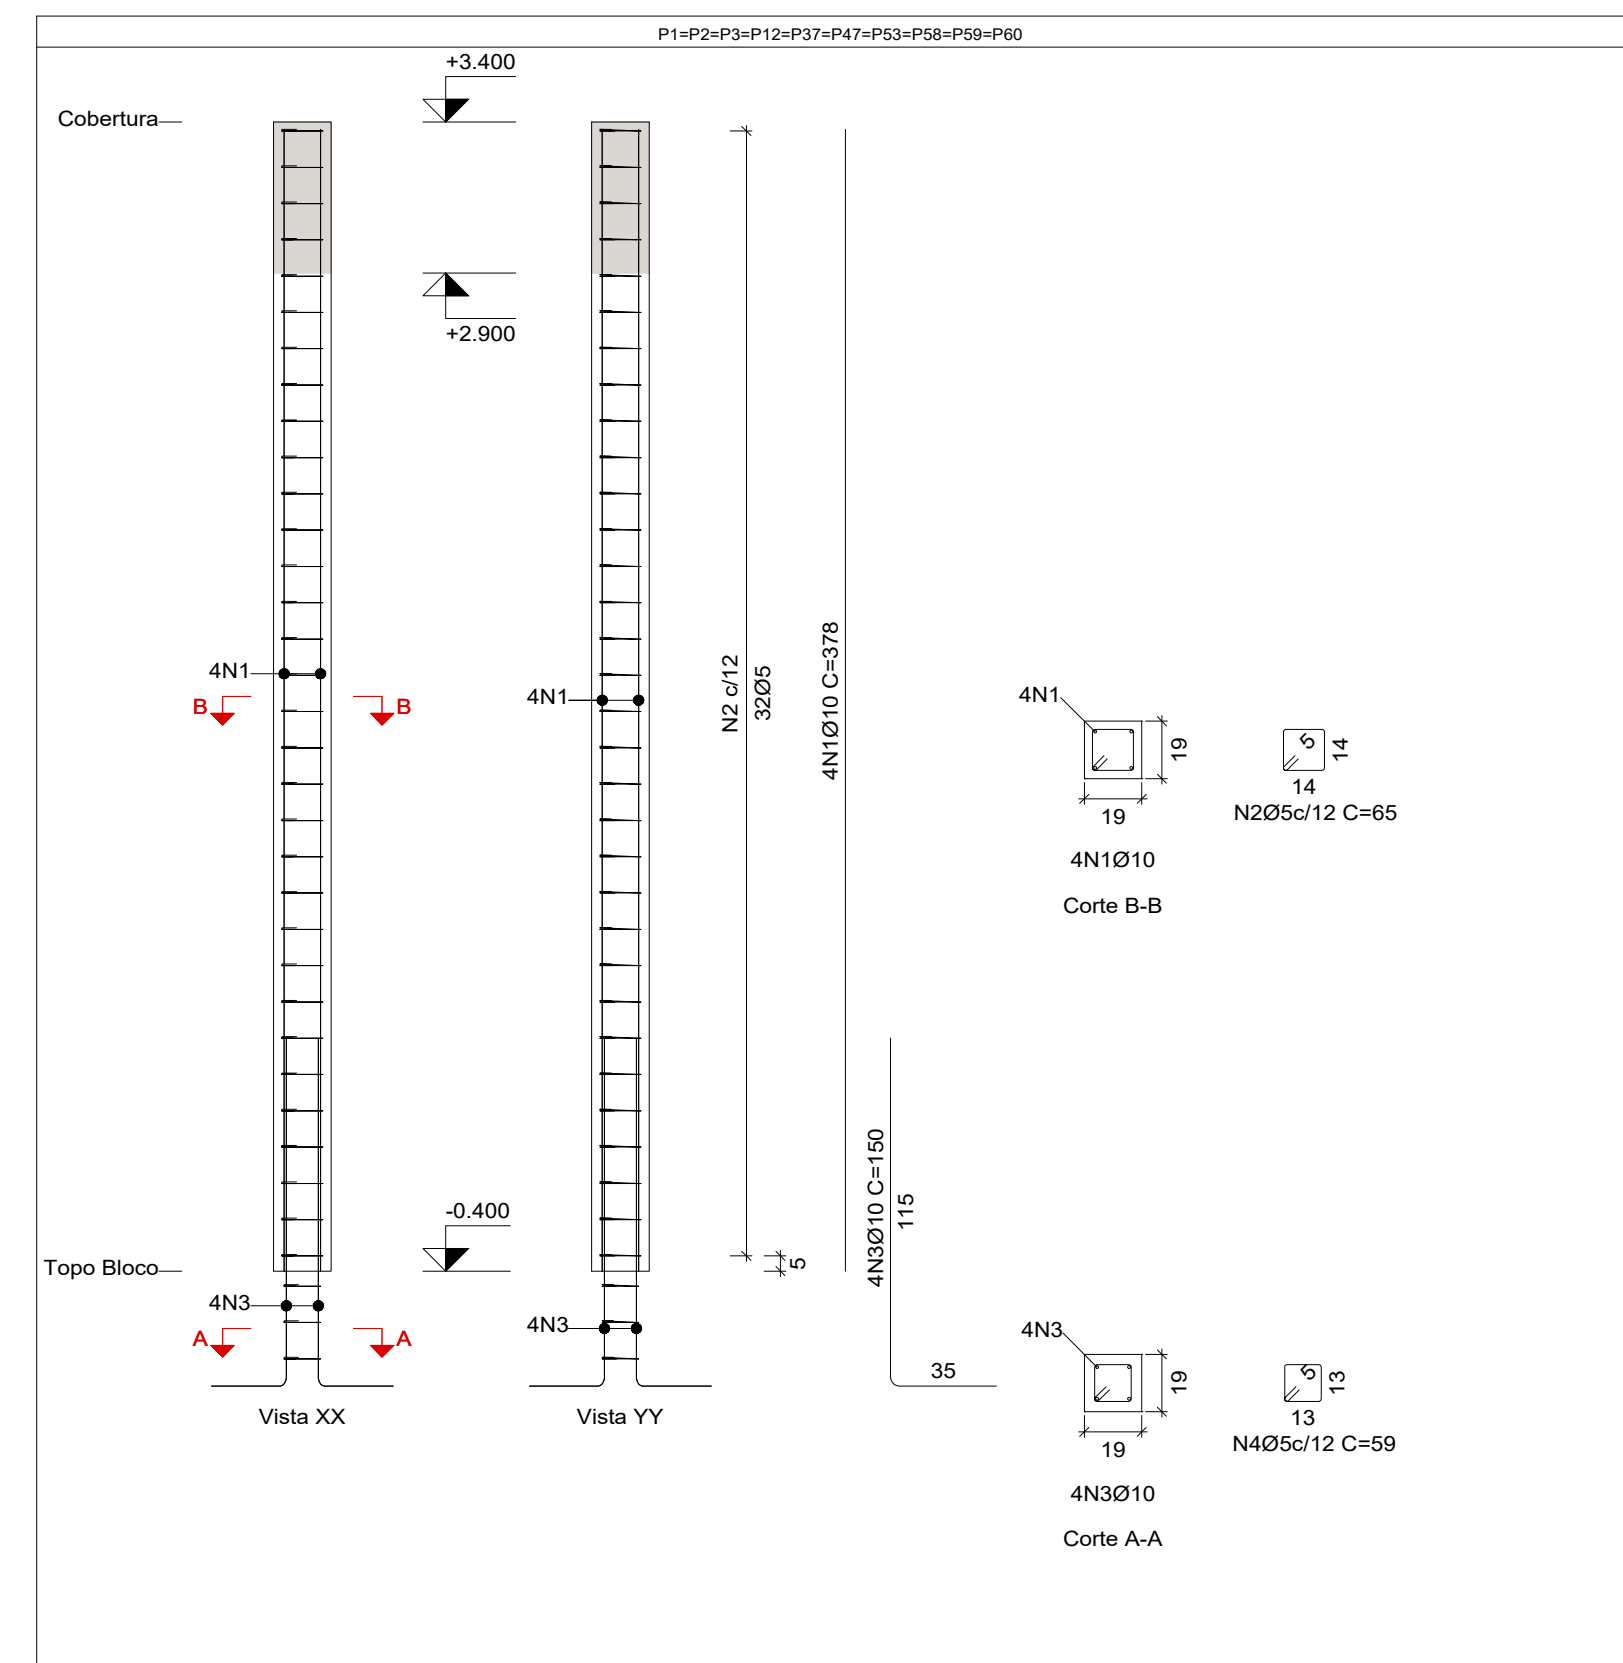 P1=P2=P3=P12=P37=P47=P53=P58=P59=P60
+3.400
Cobertura
+2.900
4N1
B
B
4N1
N2 c/12
32Ø5
4N1Ø10 C=378
4N1
19
19
4N1Ø10
Corte B-B
5
14
14
N2Ø5c/12 C=65
-0.400
Topo Bloco
5
4N3
A
A
4N3
Vista XX
Vista YY
4N3Ø10 C=150
115
35
4N3
19
19
4N3Ø10
Corte A-A
5
13
13
N4Ø5c/12 C=59